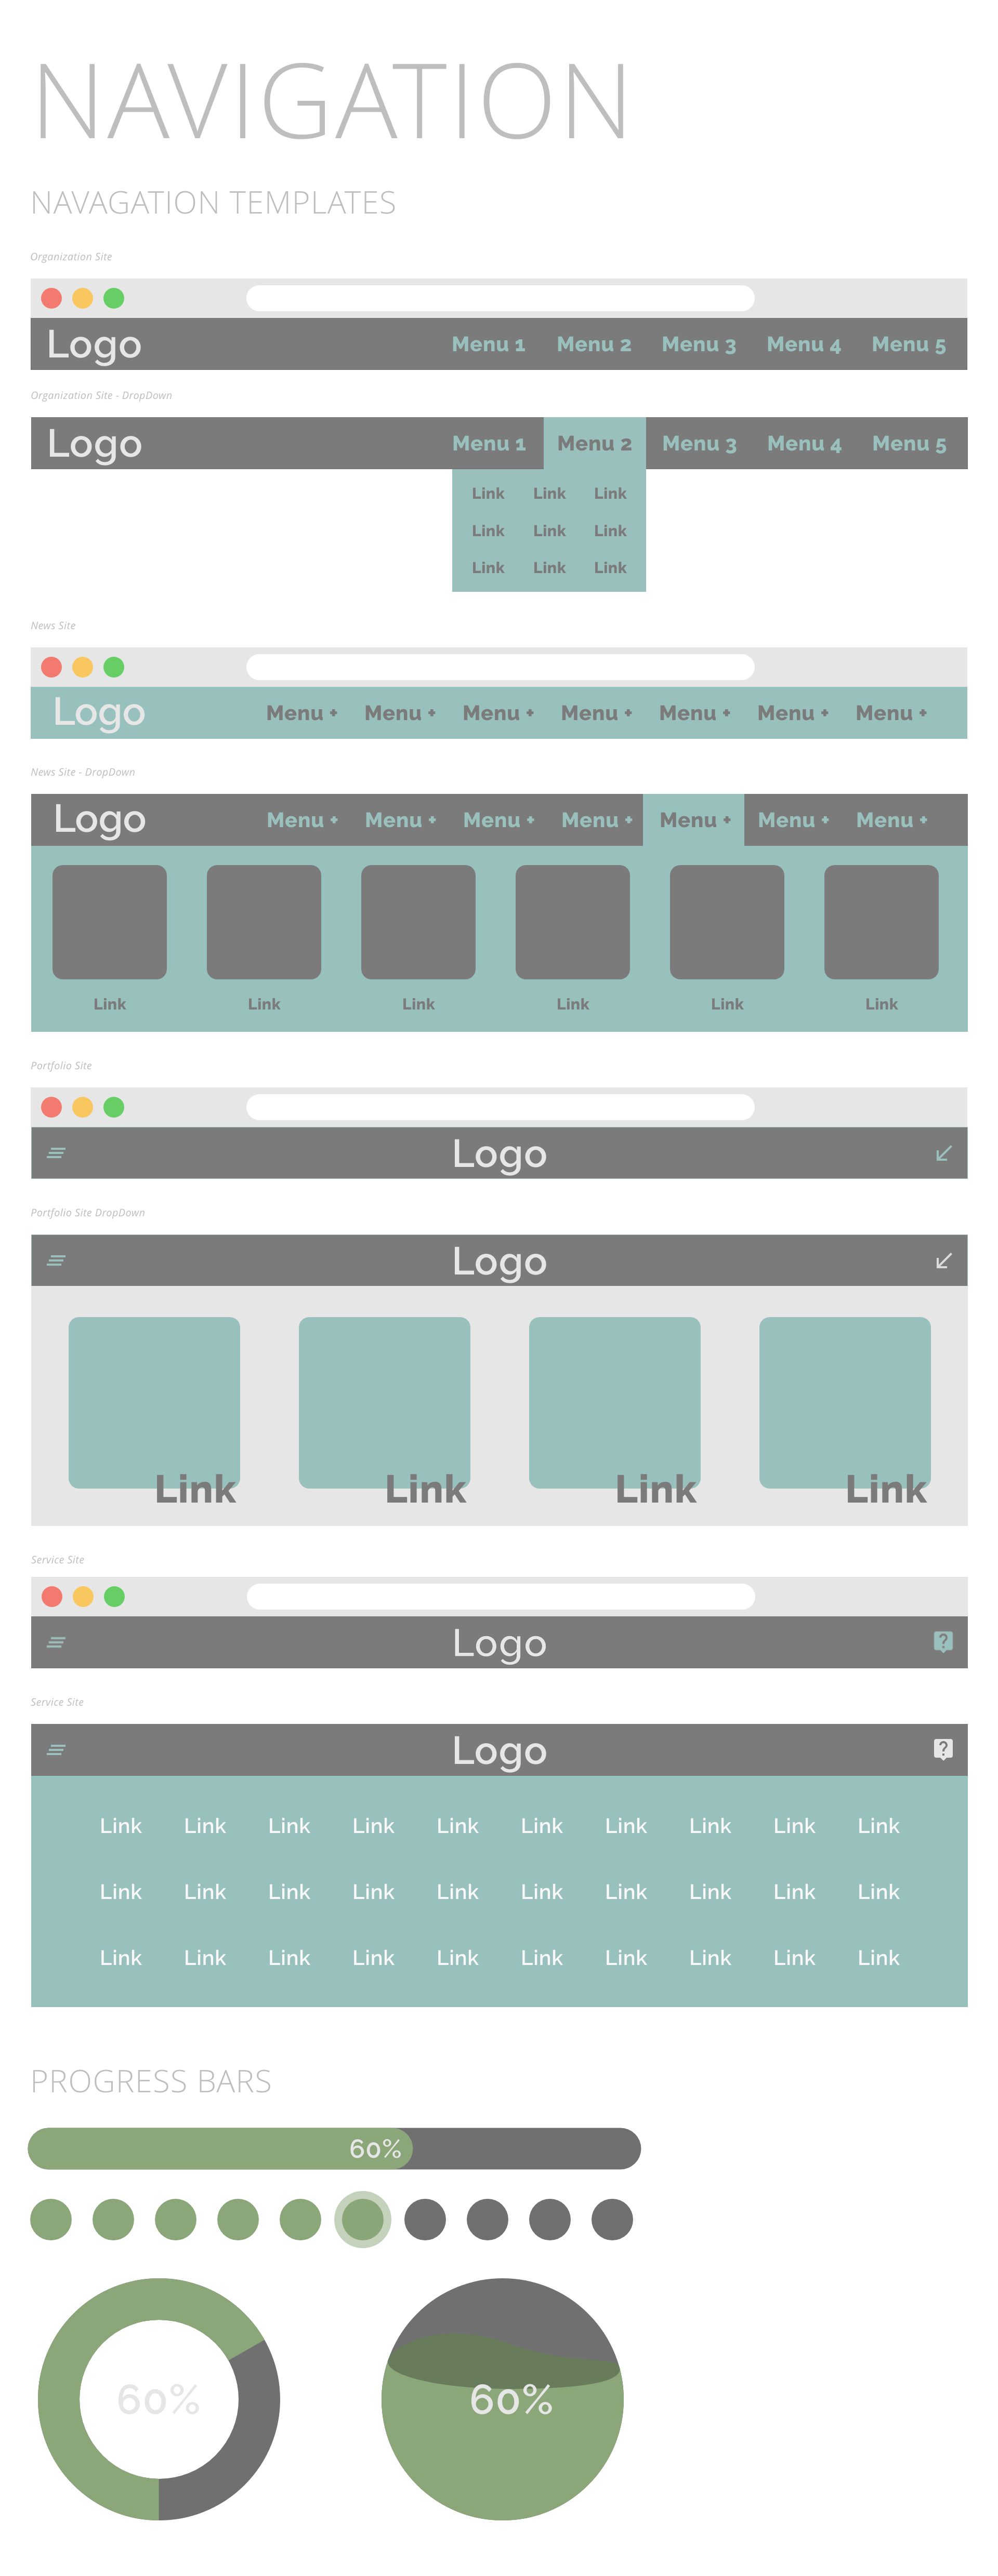 NAVIGATION
NAVAGATION TEMPLATES
Organization Site
Logo Menu 1 Menu 2 Menu 3 Menu 4 Menu 5
Organization Site - DropDown
Logo Menu 1 Menu 2 Menu 3 Menu 4 Menu 5
Link Link Link
Link Link Link
Link Link Link
News Site
Logo Menu + Menu + Menu + Menu + Menu + Menu + Menu +
News Site - DropDown
Logo Menu + Menu + Menu + Menu + Menu + Menu + Menu +
Link Link Link Link Link Link
Portfolio Site
Logo
Portfolio Site DropDown
Logo
Link Link Link Link
Service Site
Logo ?
Service Site
Logo ?
Link Link Link Link Link Link Link Link Link Link
Link Link Link Link Link Link Link Link Link Link
Link Link Link Link Link Link Link Link Link Link
PROGRESS BARS
60%
60% 60%